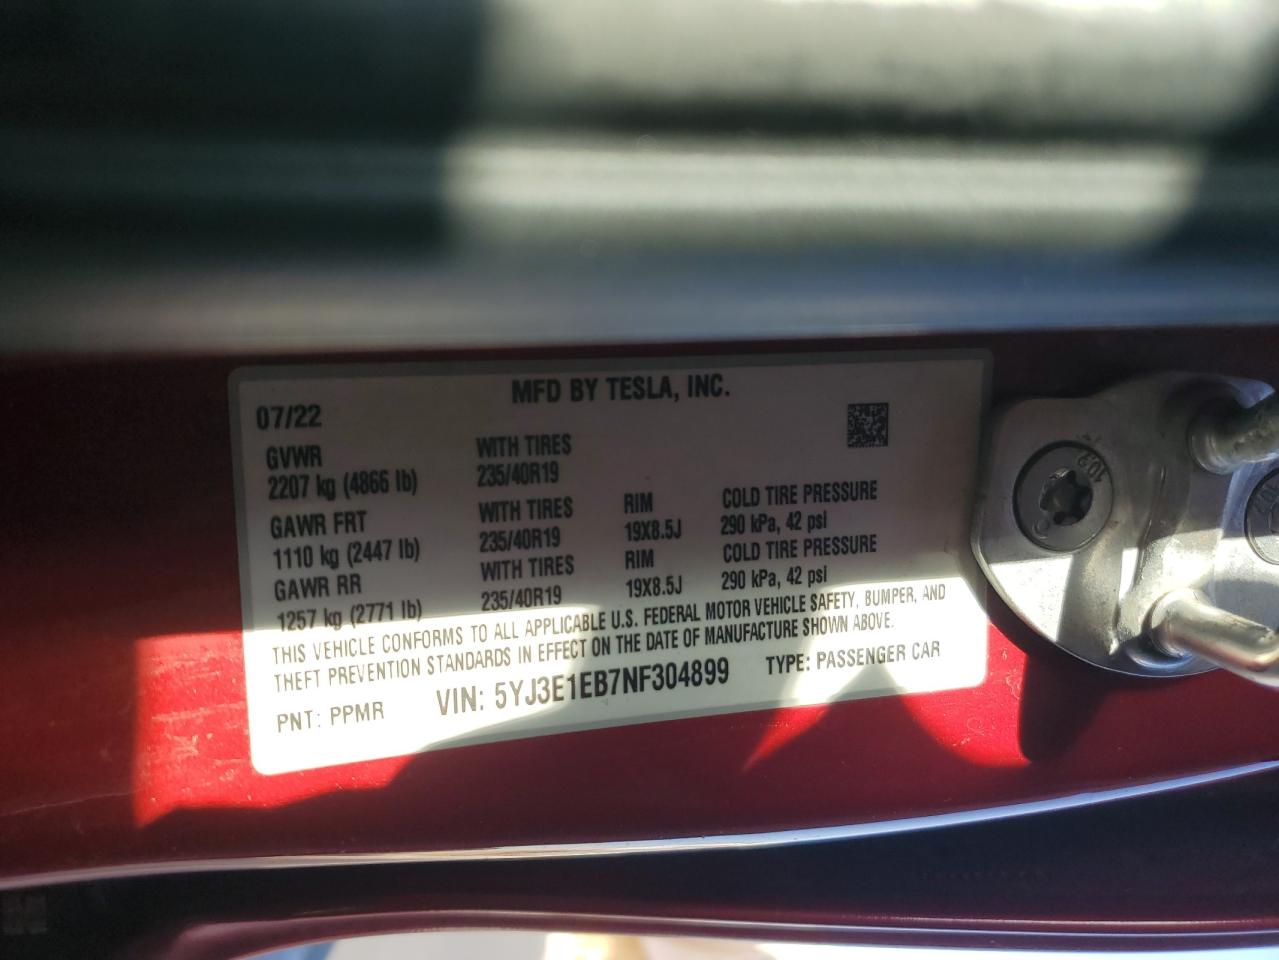 MFD BY TESLA, INC.
07/22
GVWR WITH TIRES
2207 kg (4866 lb) 235/40R19
GAWR FRT WITH TIRES RIM COLD TIRE PRESSURE
1110 kg (2447 lb) 235/40R19 19X8.5J 290 kPa, 42 psi
GAWR RR WITH TIRES RIM COLD TIRE PRESSURE
1257 kg (2771 lb) 235/40R19 19X8.5J 290 kPa, 42 psi
THIS VEHICLE CONFORMS TO ALL APPLICABLE U.S. FEDERAL MOTOR VEHICLE SAFETY, BUMPER, AND
THEFT PREVENTION STANDARDS IN EFFECT ON THE DATE OF MANUFACTURE SHOWN ABOVE.
PNT: PPMR VIN: 5YJ3E1EB7NF304899 TYPE: PASSENGER CAR